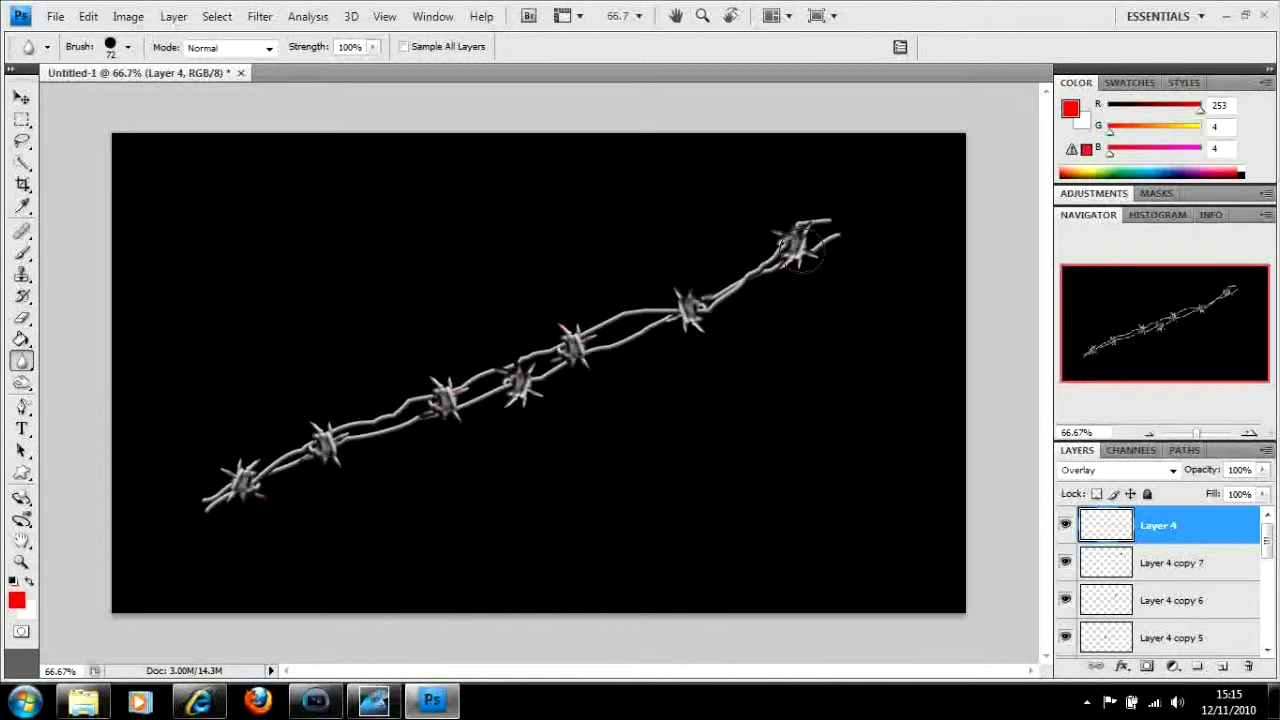 Ps File Edit Image Layer Select Filter Analysis 3D View Window Help Br 66.7 ESSENTIALS
Brush: 72 Mode: Normal Strength: 100% Sample All Layers
Untitled-1 @ 66.7% (Layer 4, RGB/8) *
COLOR SWATCHES STYLES
R 253
G 4
B 4
ADJUSTMENTS MASKS
NAVIGATOR HISTOGRAM INFO
66.67%
LAYERS CHANNELS PATHS
Overlay Opacity: 100%
Lock: Fill: 100%
Layer 4
Layer 4 copy 7
Layer 4 copy 6
Layer 4 copy 5
T
66.67% Doc: 3.00M/14.3M
Ps
15:15
12/11/2010